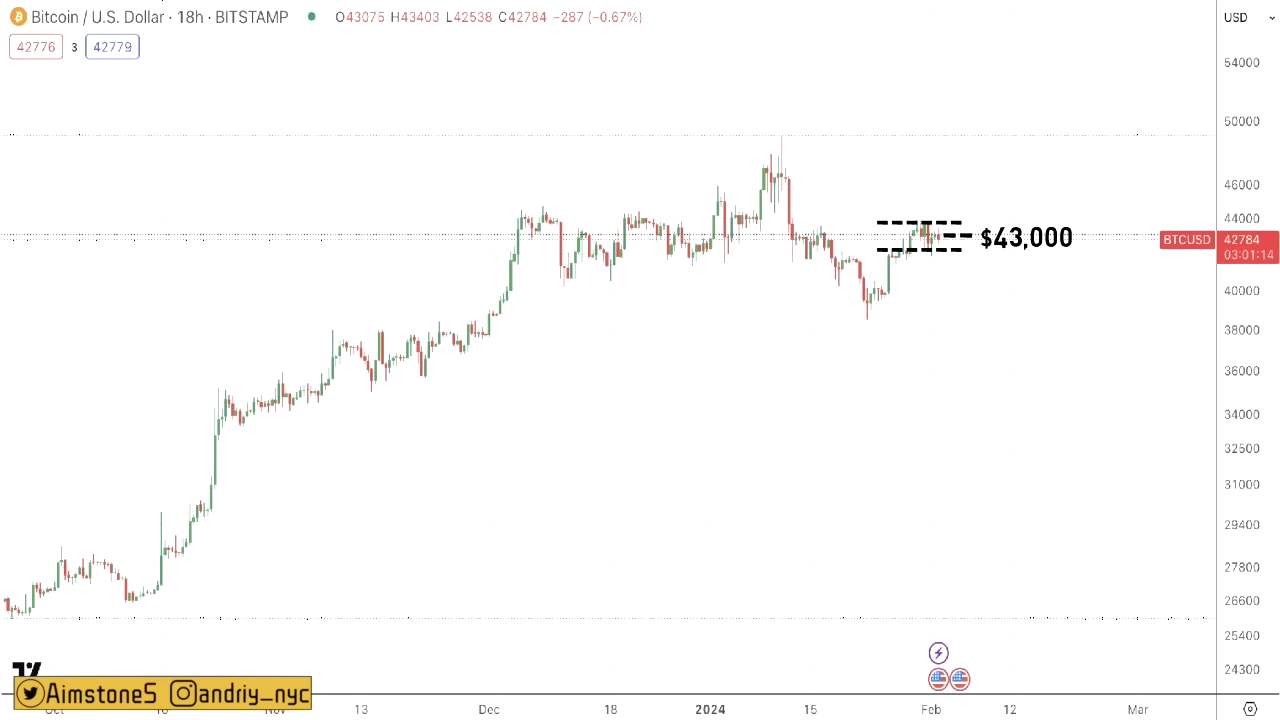 Bitcoin / U.S. Dollar · 18h · BITSTAMP O43075 H43403 L42538 C42784 −287 (−0.67%)
USD
42776 3 42779
54000
50000
46000
44000
$43,000
BTCUSD 42784
03:01:14
40000
38000
36000
34000
32500
31000
29400
27800
26600
25400
24300
AimstoneS andriy_nyc
Oct
Nov 13 Dec 18 2024 15 Feb 12 Mar